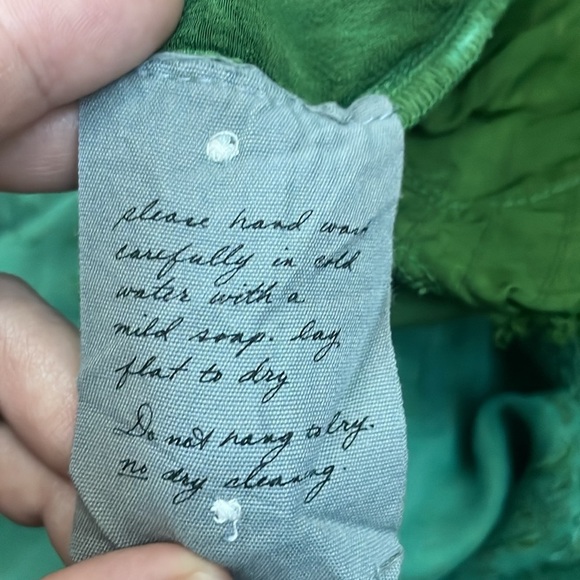 please hand wash
carefully in cold
water with a
mild soap. lay
flat to dry
Do not hang to dry.
no dry cleaning.